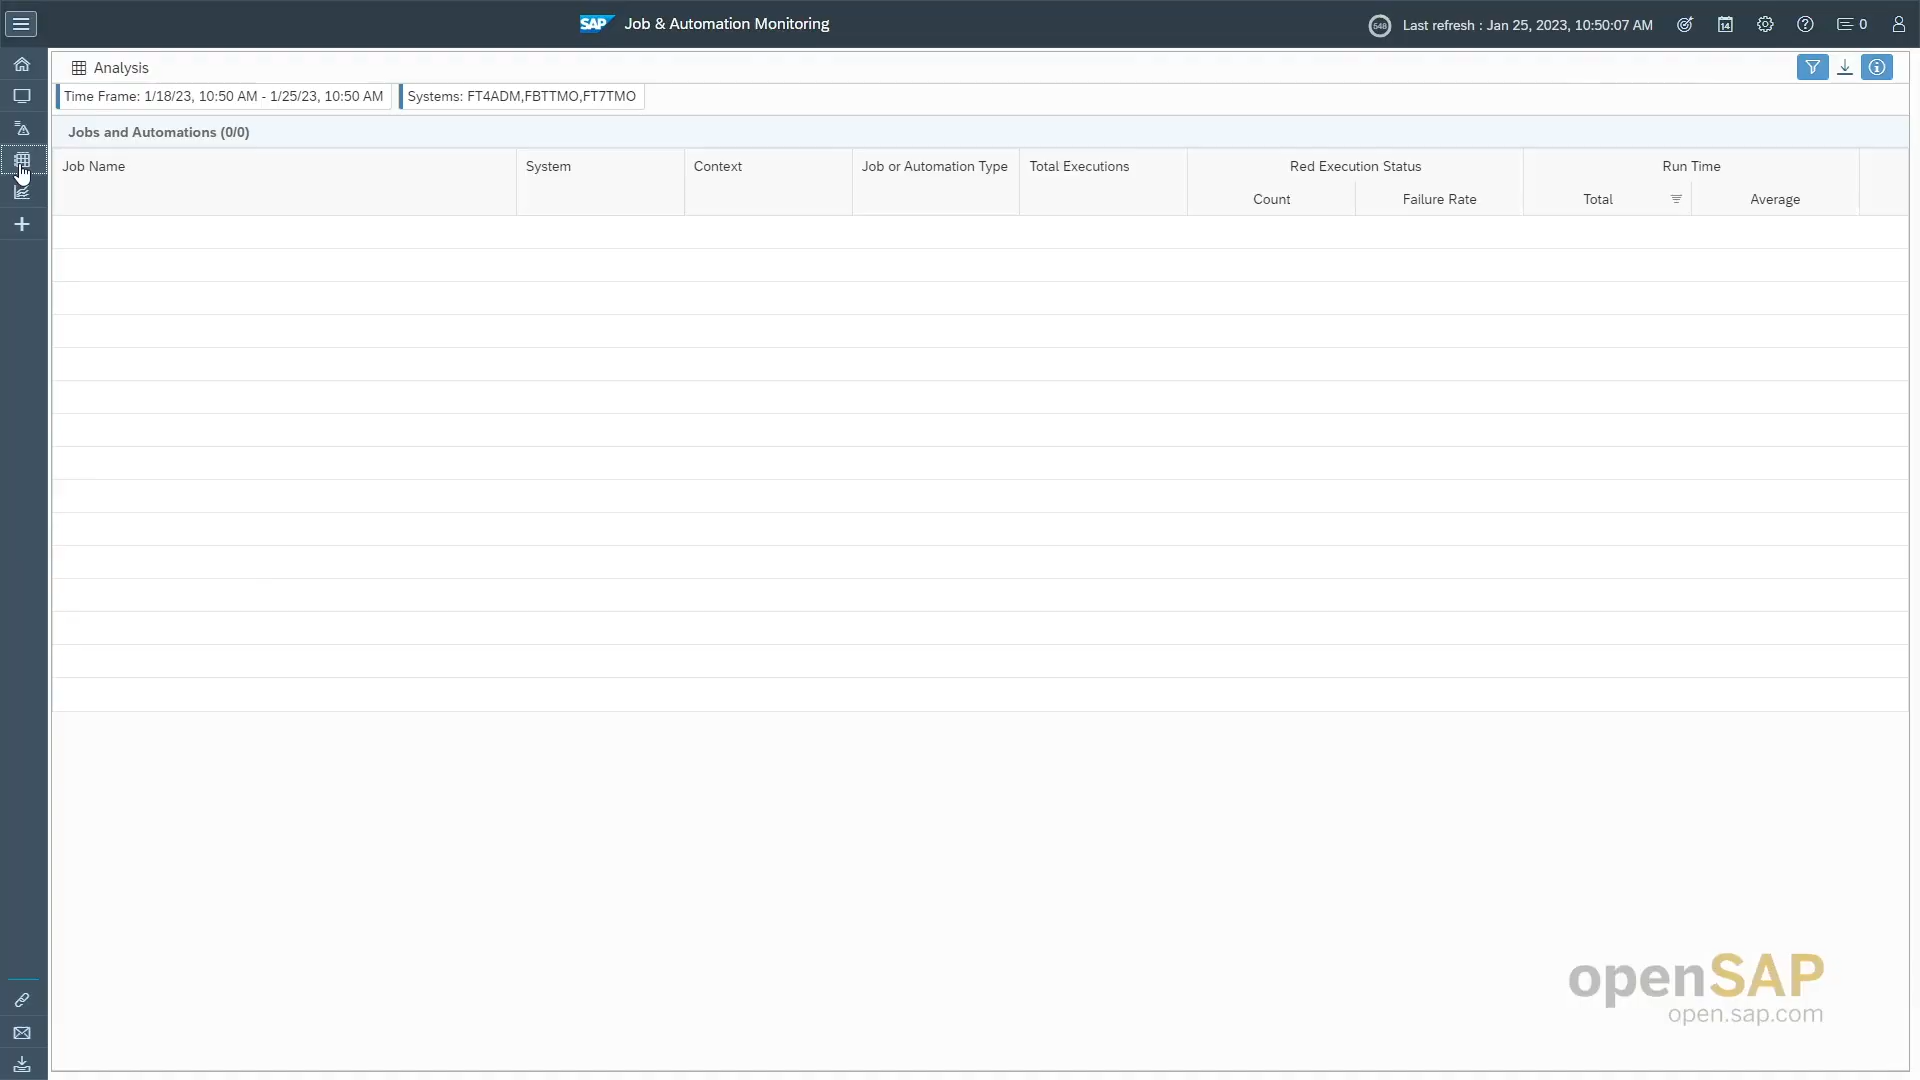 SAP Job & Automation Monitoring
548 Last refresh : Jan 25, 2023, 10:50:07 AM 14 0
Analysis
Time Frame: 1/18/23, 10:50 AM - 1/25/23, 10:50 AM Systems: FT4ADM,FBTTMO,FT7TMO
Jobs and Automations (0/0)
Job Name System Context Job or Automation Type Total Executions Red Execution Status Run Time
Count Failure Rate Total Average
openSAP
open.sap.com